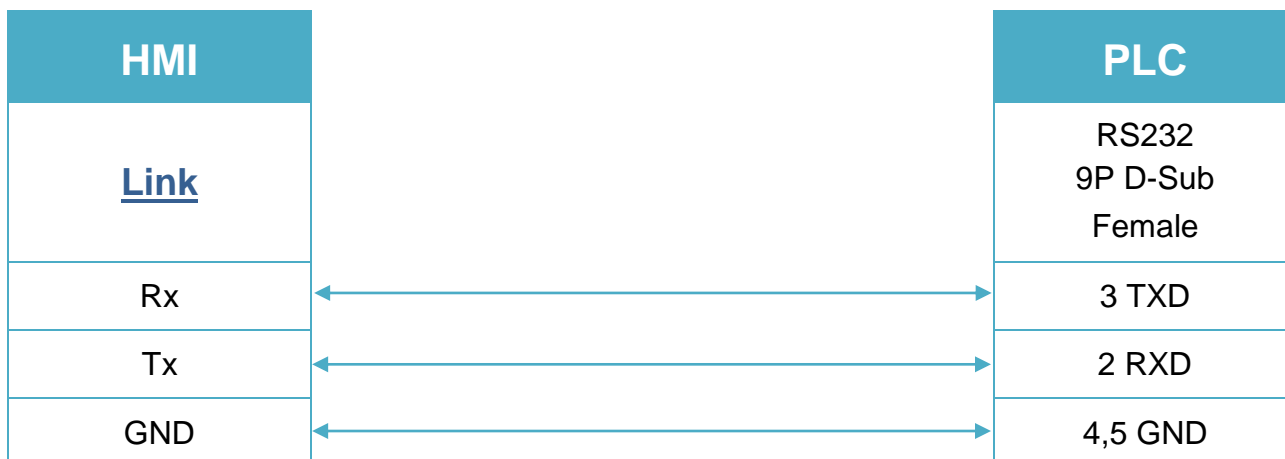 HMI PLC
Link
RS232
9P D-Sub
Female
Rx 3 TXD
Tx 2 RXD
GND 4,5 GND